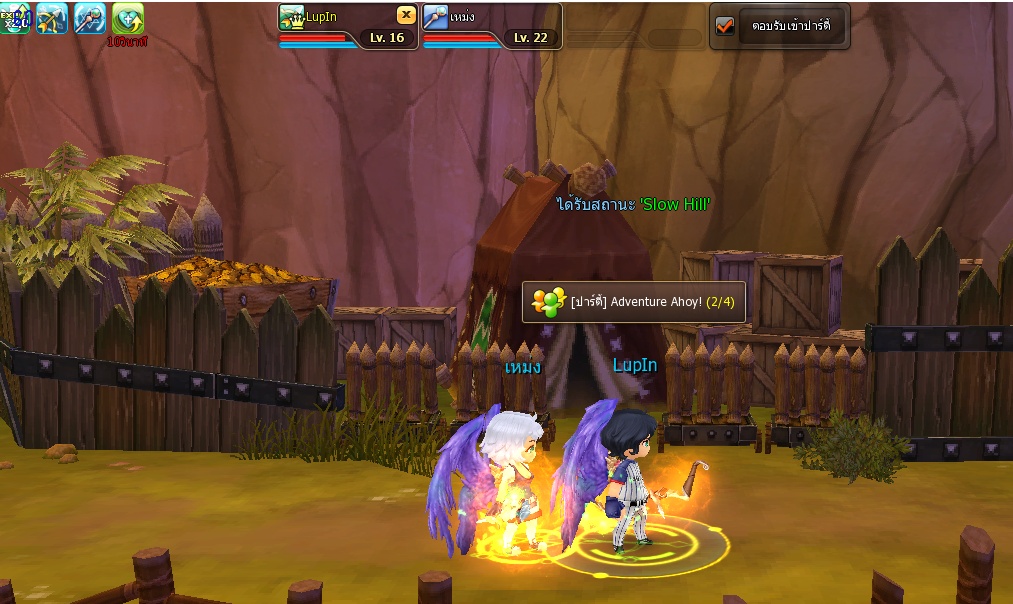 LupIn
Lv. 16
เหม่ง
Lv. 22
ตอบรับเข้าปาร์ตี้
10วินาที
ได้รับสถานะ 'Slow Hill'
[ปาร์ตี้] Adventure Ahoy! (2/4)
เหม่ง
LupIn